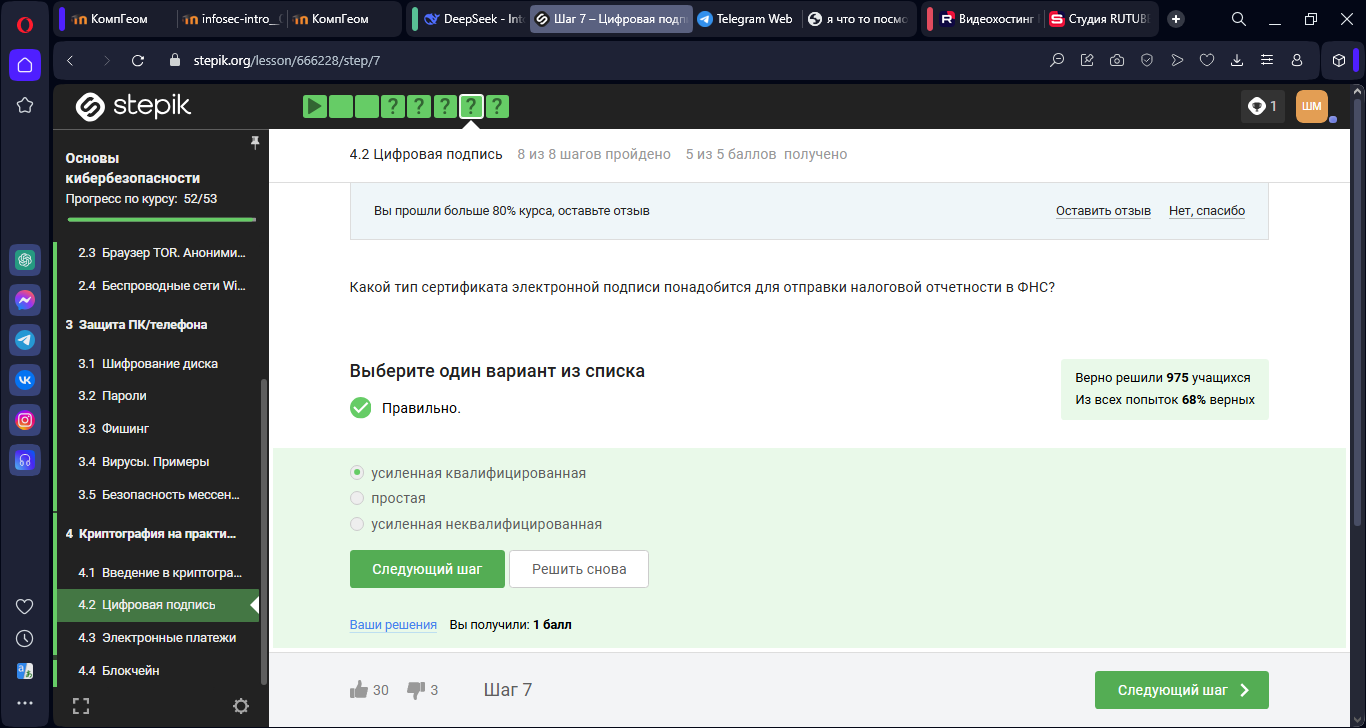 КомпГеом
infosec-intro_
КомпГеом
DeepSeek - Int
Шаг 7 – Цифровая подп
Telegram Web
я что то посмо
Видеохостинг
Студия RUTUBE
stepik.org/lesson/666228/step/7
stepik
1
ШМ
Основы
кибербезопасности
Прогресс по курсу: 52/53
2.3 Браузер TOR. Аноними...
2.4 Беспроводные сети Wi...
3 Защита ПК/телефона
3.1 Шифрование диска
3.2 Пароли
3.3 Фишинг
3.4 Вирусы. Примеры
3.5 Безопасность мессен...
4 Криптография на практи...
4.1 Введение в криптогра...
4.2 Цифровая подпись
4.3 Электронные платежи
4.4 Блокчейн
4.2 Цифровая подпись 8 из 8 шагов пройдено 5 из 5 баллов получено
Вы прошли больше 80% курса, оставьте отзыв Оставить отзыв Нет, спасибо
Какой тип сертификата электронной подписи понадобится для отправки налоговой отчетности в ФНС?
Выберите один вариант из списка
Правильно.
Верно решили 975 учащихся
Из всех попыток 68% верных
усиленная квалифицированная
простая
усиленная неквалифицированная
Следующий шаг Решить снова
Ваши решения Вы получили: 1 балл
30 3 Шаг 7 Следующий шаг